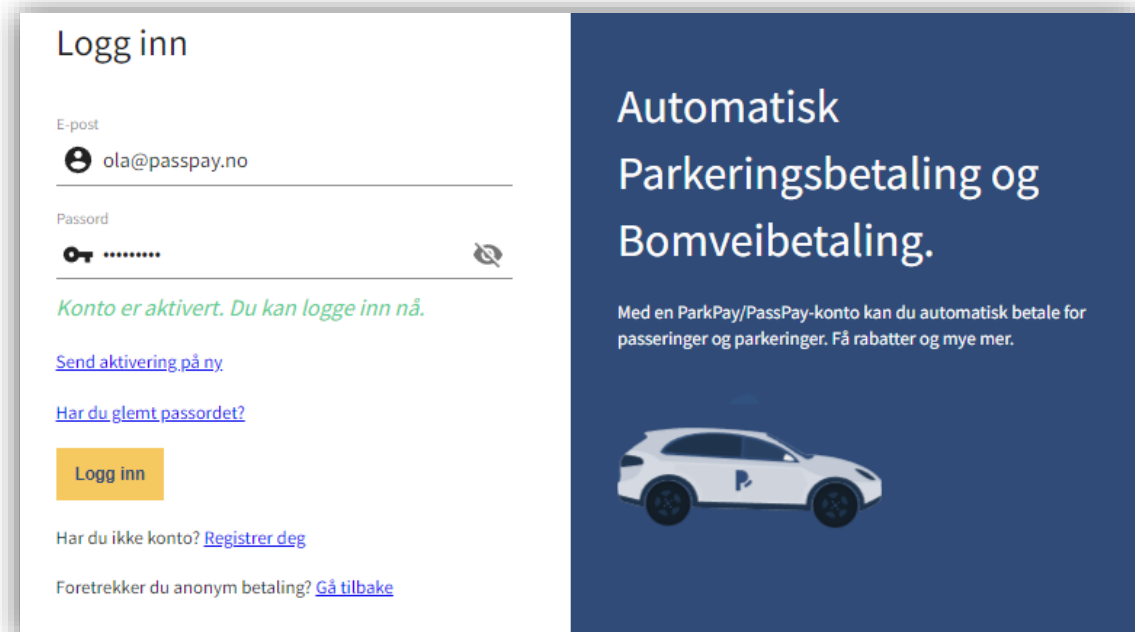 Logg inn
E-post
ola@passpay.no
Passord
•••••••••
Konto er aktivert. Du kan logge inn nå.
Send aktivering på ny
Har du glemt passordet?
Logg inn
Har du ikke konto? Registrer deg
Foretrekker du anonym betaling? Gå tilbake
Automatisk
Parkeringsbetaling og
Bomveibetaling.
Med en ParkPay/PassPay-konto kan du automatisk betale for
passeringer og parkeringer. Få rabatter og mye mer.
P